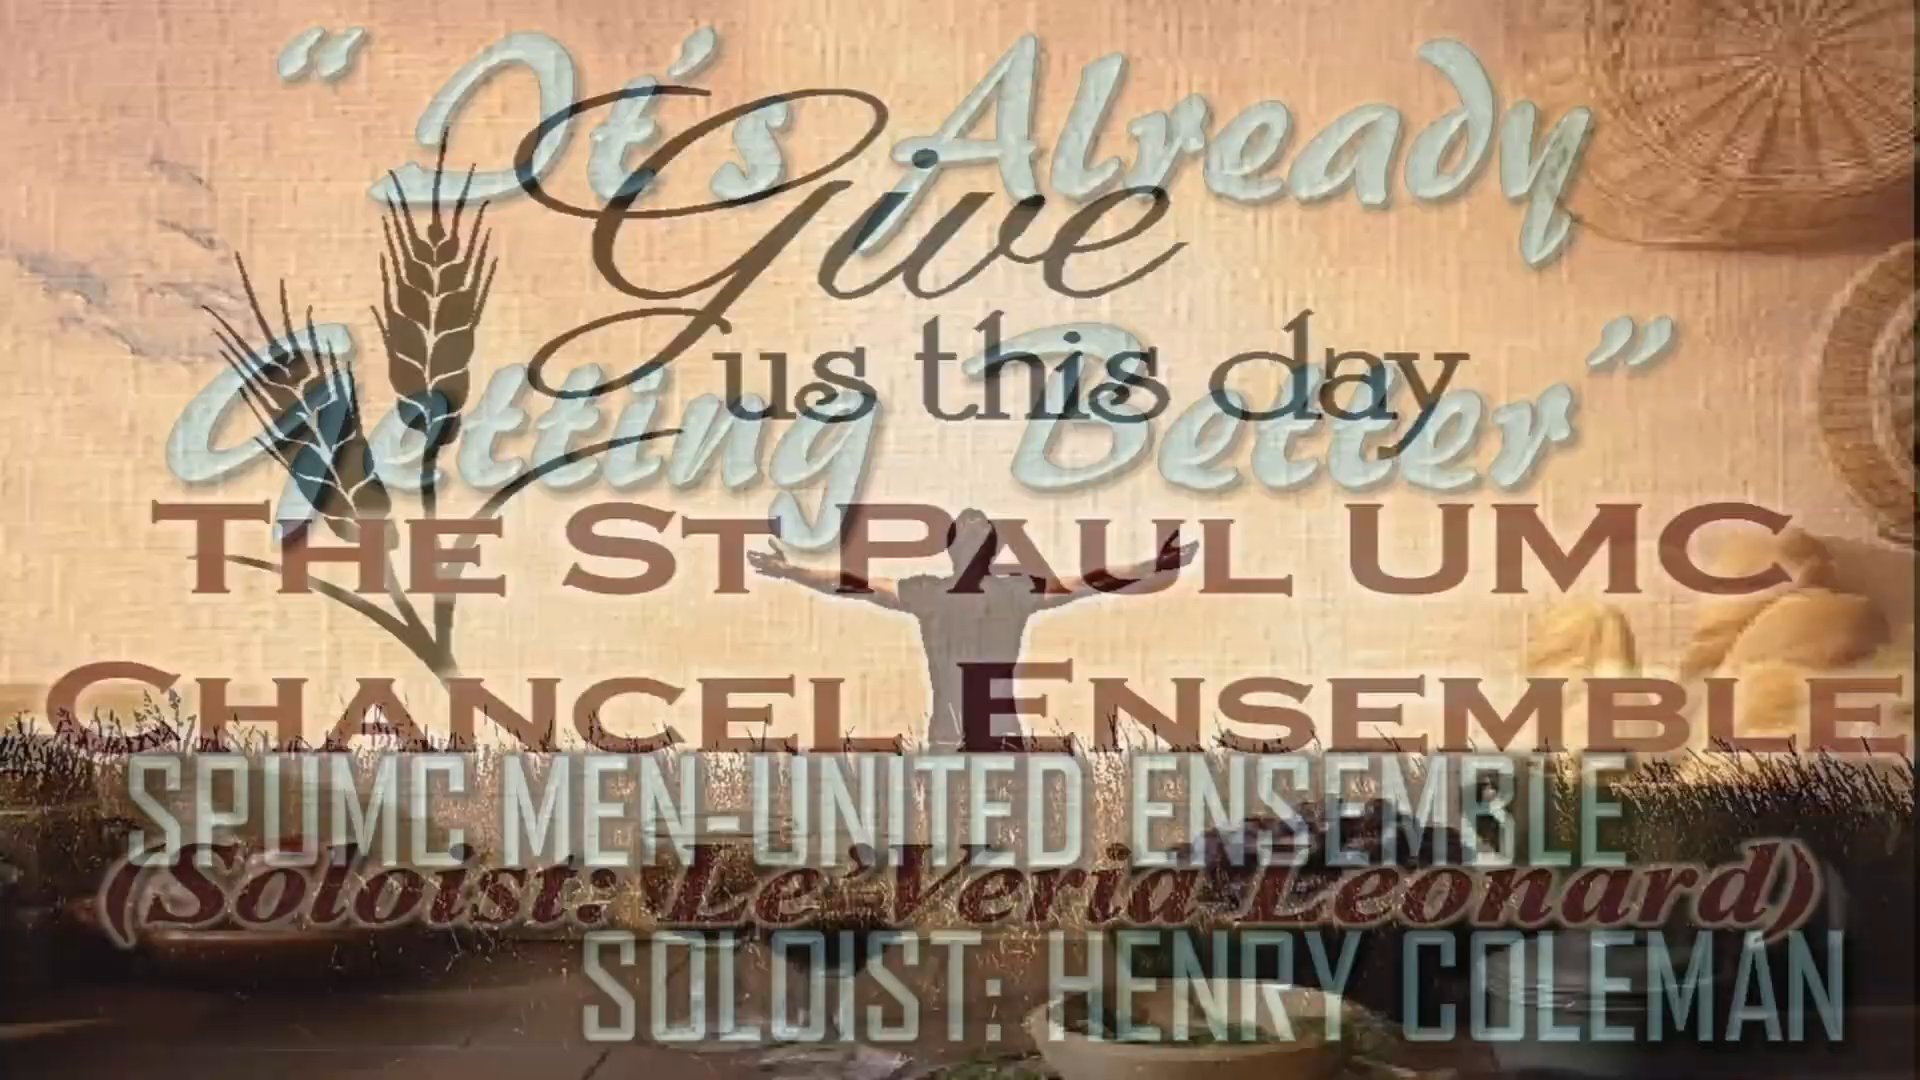 “It's Already
Give
us this day
Getting Better”
THE ST PAUL UMC
CHANCEL ENSEMBLE
SPUMC MEN-UNITED ENSEMBLE
(Soloist: Le'Veria Leonard)
SOLOIST: HENRY COLEMAN